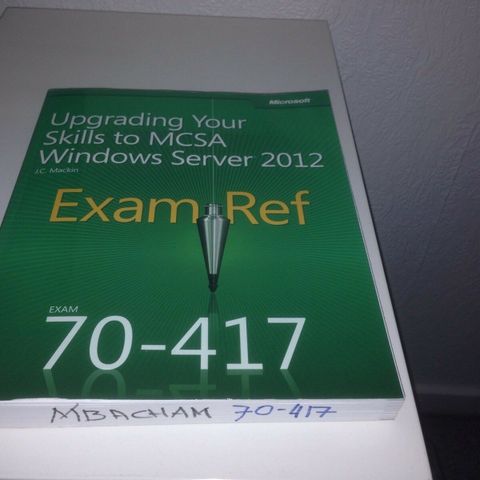 Microsoft
Upgrading Your
Skills to MCSA
Windows Server 2012
J.C. Mackin
Exam Ref
EXAM
70-417
MBACHAM 70-417